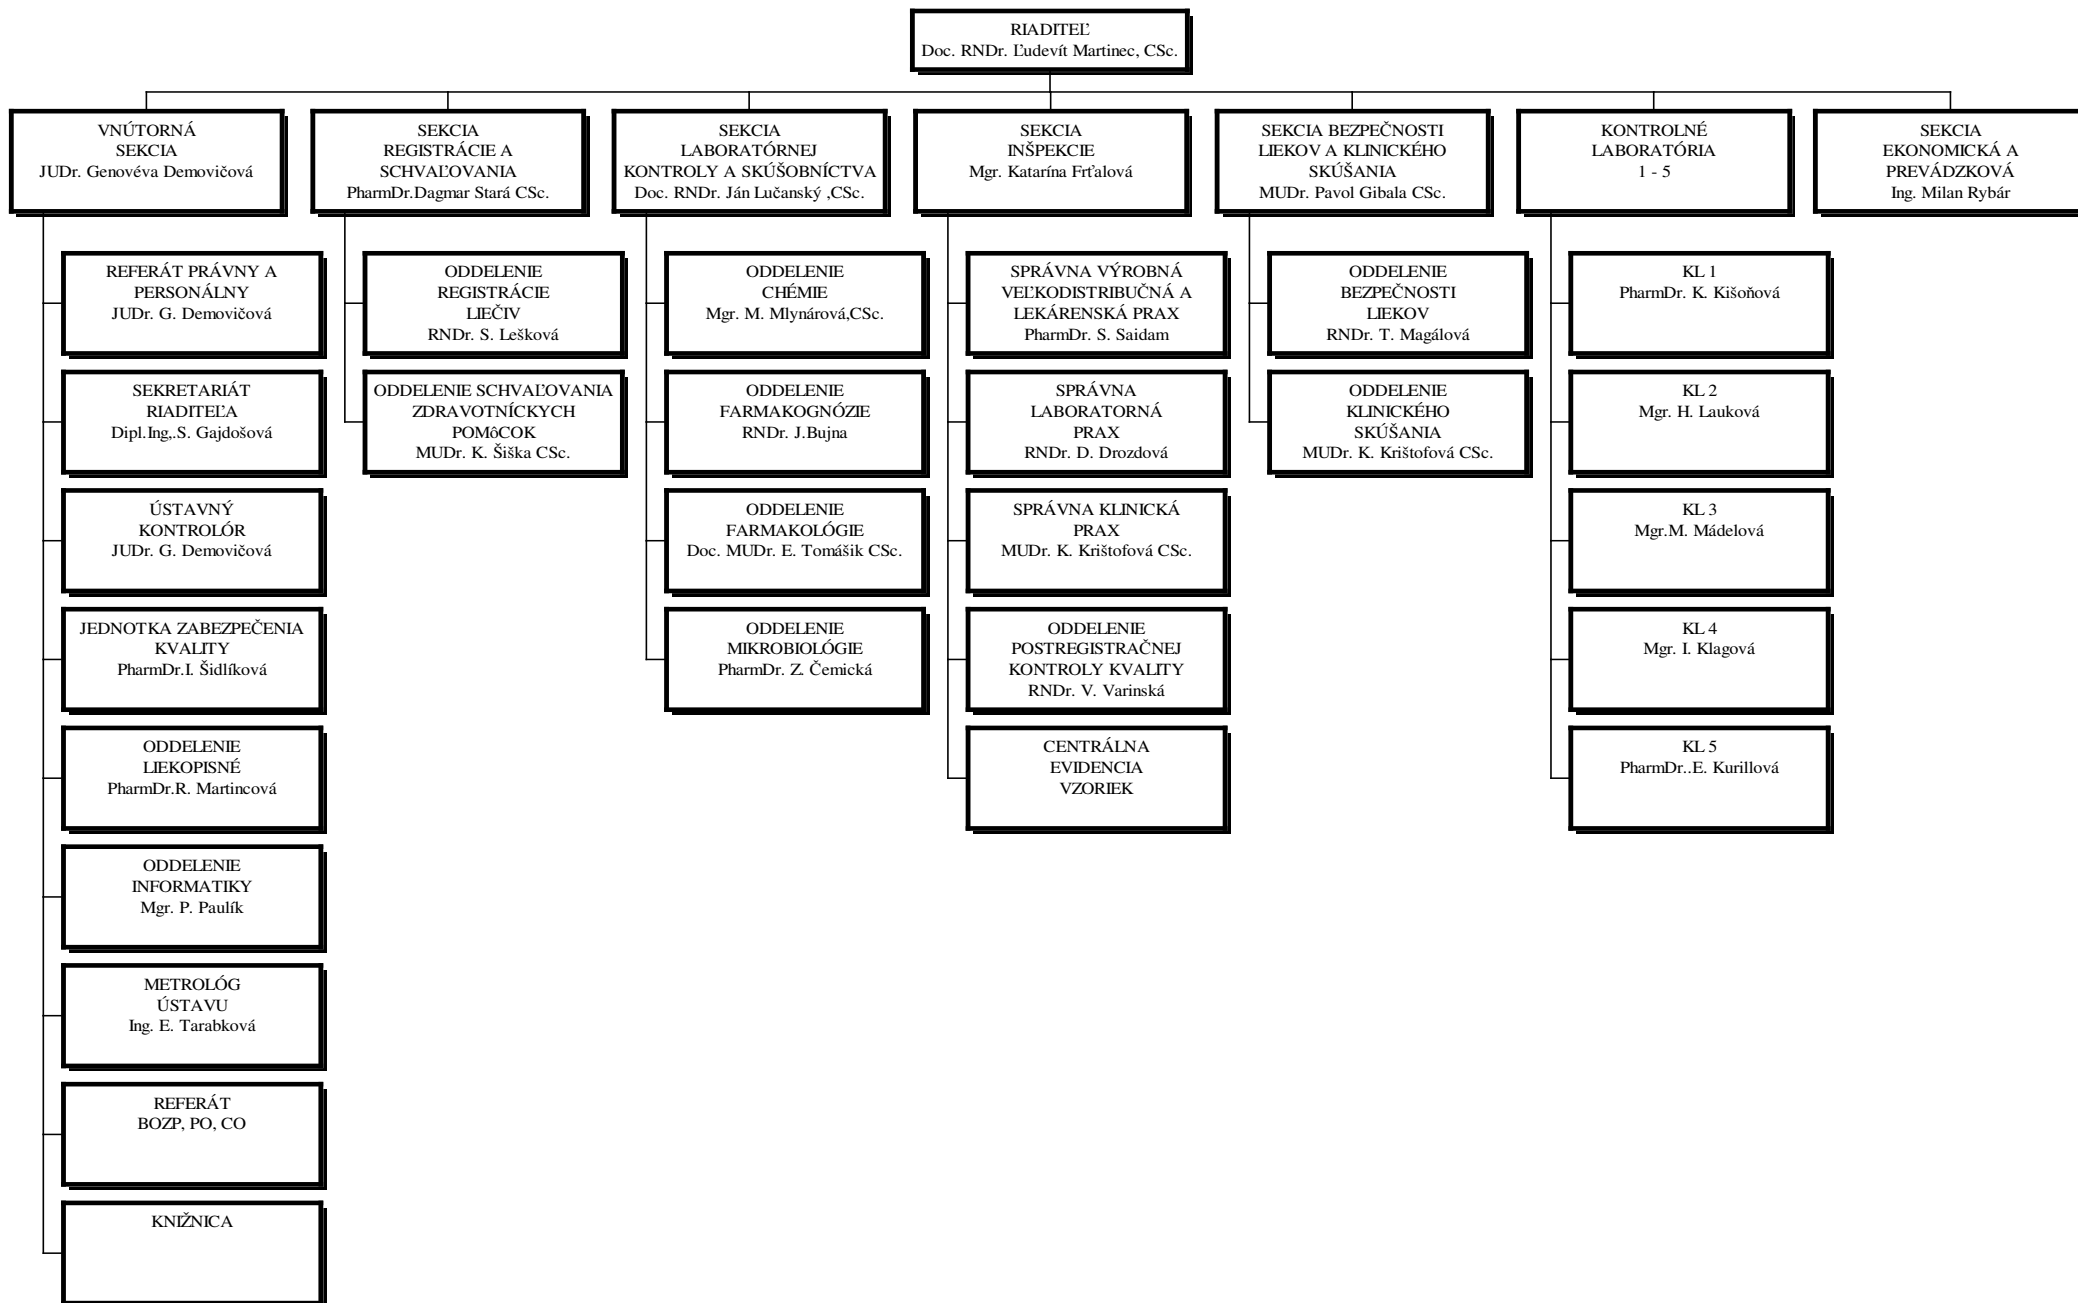 RIADITEĽ
Doc. RNDr. Ľudevít Martinec, CSc.
VNÚTORNÁ
SEKCIA
JUDr. Genovéva Demovičová
SEKCIA
REGISTRÁCIE A
SCHVAĽOVANIA
PharmDr.Dagmar Stará CSc.
SEKCIA
LABORATÓRNEJ
KONTROLY A SKÚŠOBNÍCTVA
Doc. RNDr. Ján Lučanský ,CSc.
SEKCIA
INŠPEKCIE
Mgr. Katarína Frťalová
SEKCIA BEZPEČNOSTI
LIEKOV A KLINICKÉHO
SKÚŠANIA
MUDr. Pavol Gibala CSc.
KONTROLNÉ
LABORATÓRIA
1 - 5
SEKCIA
EKONOMICKÁ A
PREVÁDZKOVÁ
Ing. Milan Rybár
REFERÁT PRÁVNY A
PERSONÁLNY
JUDr. G. Demovičová
SEKRETARIÁT
RIADITEĽA
Dipl.Ing,.S. Gajdošová
ÚSTAVNÝ
KONTROLÓR
JUDr. G. Demovičová
JEDNOTKA ZABEZPEČENIA
KVALITY
PharmDr.I. Šidlíková
ODDELENIE
LIEKOPISNÉ
PharmDr.R. Martincová
ODDELENIE
INFORMATIKY
Mgr. P. Paulík
METROLÓG
ÚSTAVU
Ing. E. Tarabková
REFERÁT
BOZP, PO, CO
KNIŽNICA
ODDELENIE
REGISTRÁCIE
LIEČIV
RNDr. S. Lešková
ODDELENIE SCHVAĽOVANIA
ZDRAVOTNÍCKYCH
POMôCOK
MUDr. K. Šiška CSc.
ODDELENIE
CHÉMIE
Mgr. M. Mlynárová,CSc.
ODDELENIE
FARMAKOGNÓZIE
RNDr. J.Bujna
ODDELENIE
FARMAKOLÓGIE
Doc. MUDr. E. Tomášik CSc.
ODDELENIE
MIKROBIOLÓGIE
PharmDr. Z. Čemická
SPRÁVNA VÝROBNÁ
VEĽKODISTRIBUČNÁ A
LEKÁRENSKÁ PRAX
PharmDr. S. Saidam
SPRÁVNA
LABORATORNÁ
PRAX
RNDr. D. Drozdová
SPRÁVNA KLINICKÁ
PRAX
MUDr. K. Krištofová CSc.
ODDELENIE
POSTREGISTRAČNEJ
KONTROLY KVALITY
RNDr. V. Varinská
CENTRÁLNA
EVIDENCIA
VZORIEK
ODDELENIE
BEZPEČNOSTI
LIEKOV
RNDr. T. Magálová
ODDELENIE
KLINICKÉHO
SKÚŠANIA
MUDr. K. Krištofová CSc.
KL 1
PharmDr. K. Kišoňová
KL 2
Mgr. H. Lauková
KL 3
Mgr.M. Mádelová
KL 4
Mgr. I. Klagová
KL 5
PharmDr..E. Kurillová